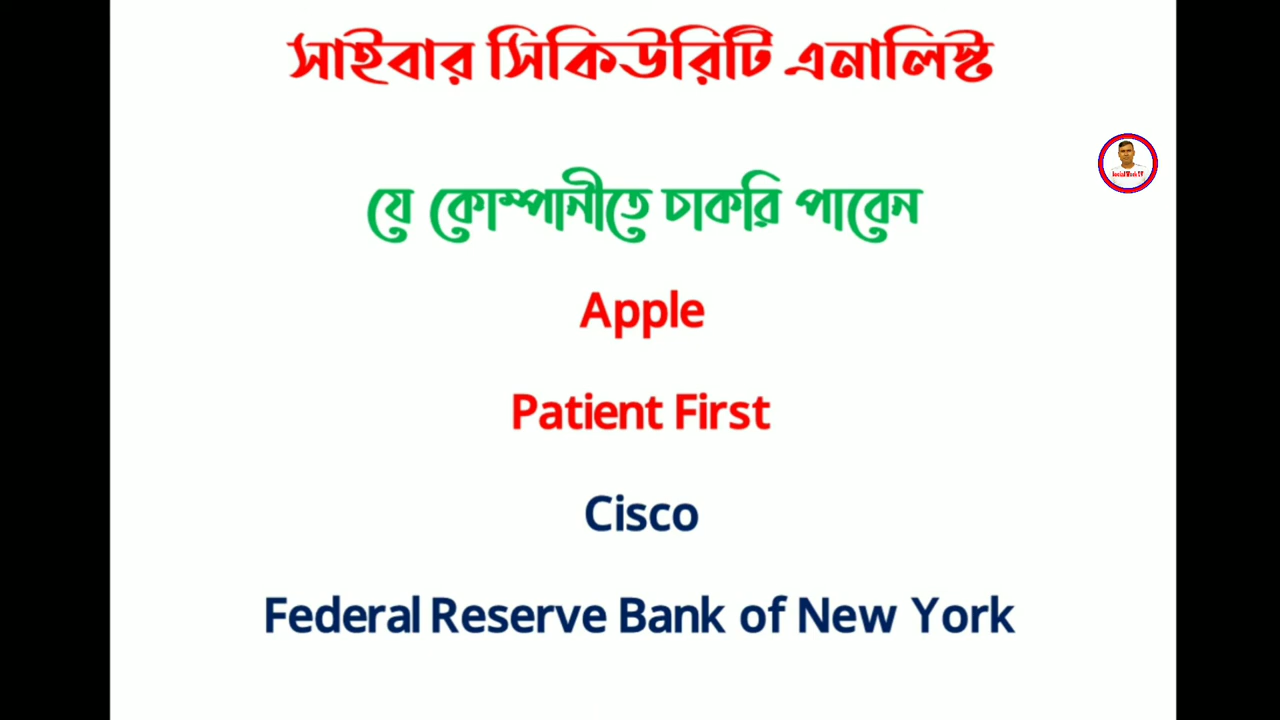 সাইবার সিকিউরিটি এনালিস্ট
যে কোম্পানীতে চাকরি পাবেন
Apple
Patient First
Cisco
Federal Reserve Bank of New York